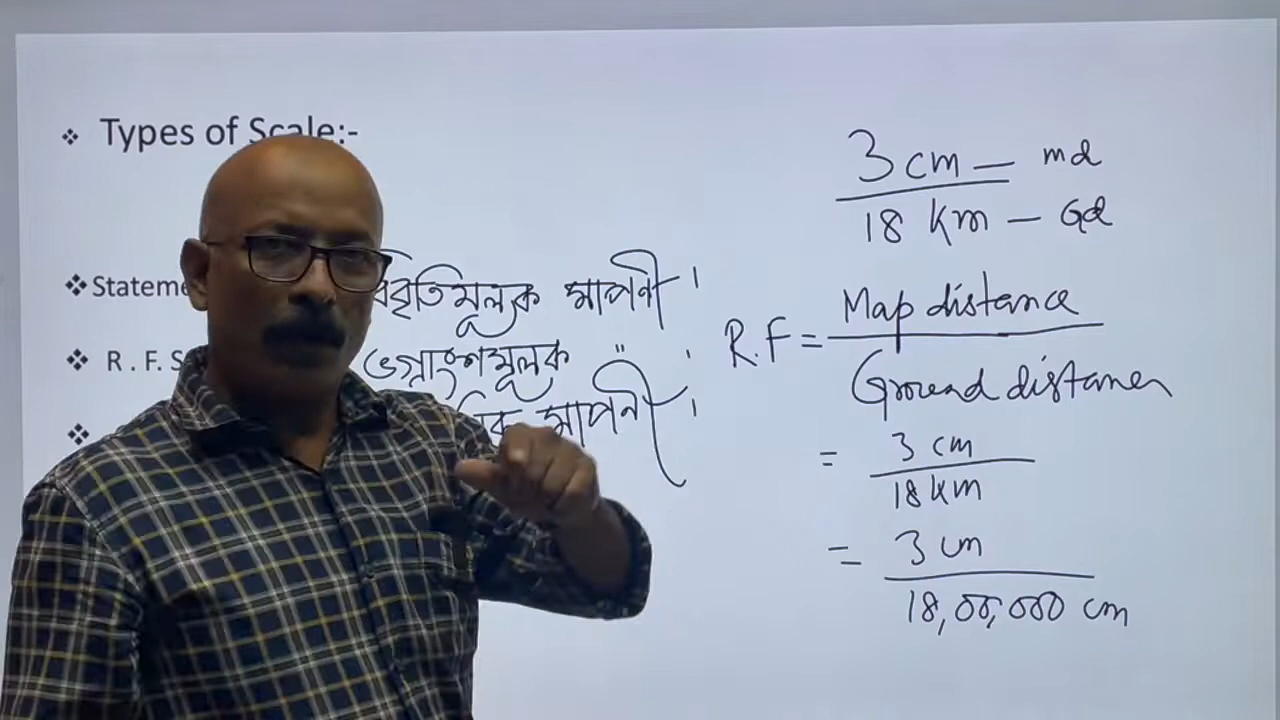 ❖ Types of Scale:-
❖ Stateme বিবৃতিমূলক মাপনী ।
❖ R . F. S ভগ্নাংশমূলক " ।
❖ িক মাপনী ।
3 cm — md
18 Km — Gd
R.F = Map distance
Ground distance
= 3 cm
18 km
= 3 cm
18,00,000 cm